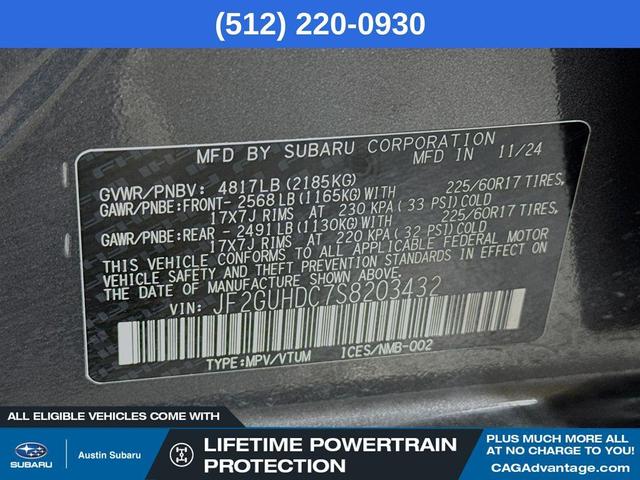 (512) 220-0930
MFD BY SUBARU CORPORATION
MFD IN 11/24
GVWR/PNBV: 4817LB(2185KG)
GAWR/PNBE:FRONT- 2568LB(1165KG)WITH 225/60R17 TIRES,
17X7J RIMS AT 230 KPA(33 PSI)COLD
GAWR/PNBE:REAR - 2491LB(1130KG)WITH 225/60R17 TIRES,
17X7J RIMS AT 220 KPA(32 PSI)COLD
THIS VEHICLE CONFORMS TO ALL APPLICABLE FEDERAL MOTOR
VEHICLE SAFETY AND THEFT PREVENTION STANDARDS IN EFFECT ON
THE DATE OF MANUFACTURE SHOWN ABOVE.
VIN: JF2GUHDC7S8203432
TYPE:MPV/VTUM 1CES/NMB-002
ALL ELIGIBLE VEHICLES COME WITH
SUBARU
Austin Subaru
LIFETIME POWERTRAIN
PROTECTION
PLUS MUCH MORE ALL
AT NO CHARGE TO YOU!
CAGAdvantage.com